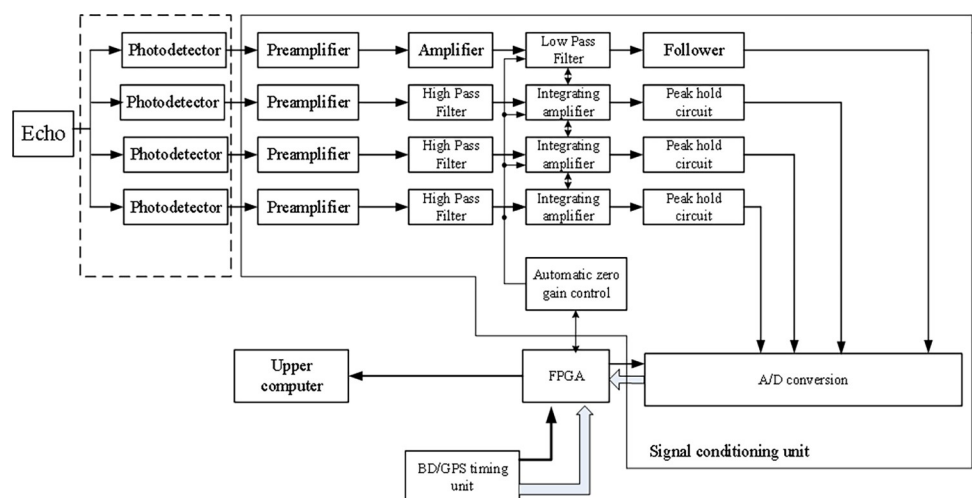 Echo
Photodetector
Preamplifier
Amplifier
Low Pass
Filter
Follower
Photodetector
Preamplifier
High Pass
Filter
Integrating
amplifier
Peak hold
circuit
Photodetector
Preamplifier
High Pass
Filter
Integrating
amplifier
Peak hold
circuit
Photodetector
Preamplifier
High Pass
Filter
Integrating
amplifier
Peak hold
circuit
Automatic zero
gain control
Upper
computer
FPGA
A/D conversion
Signal conditioning unit
BD/GPS timing
unit